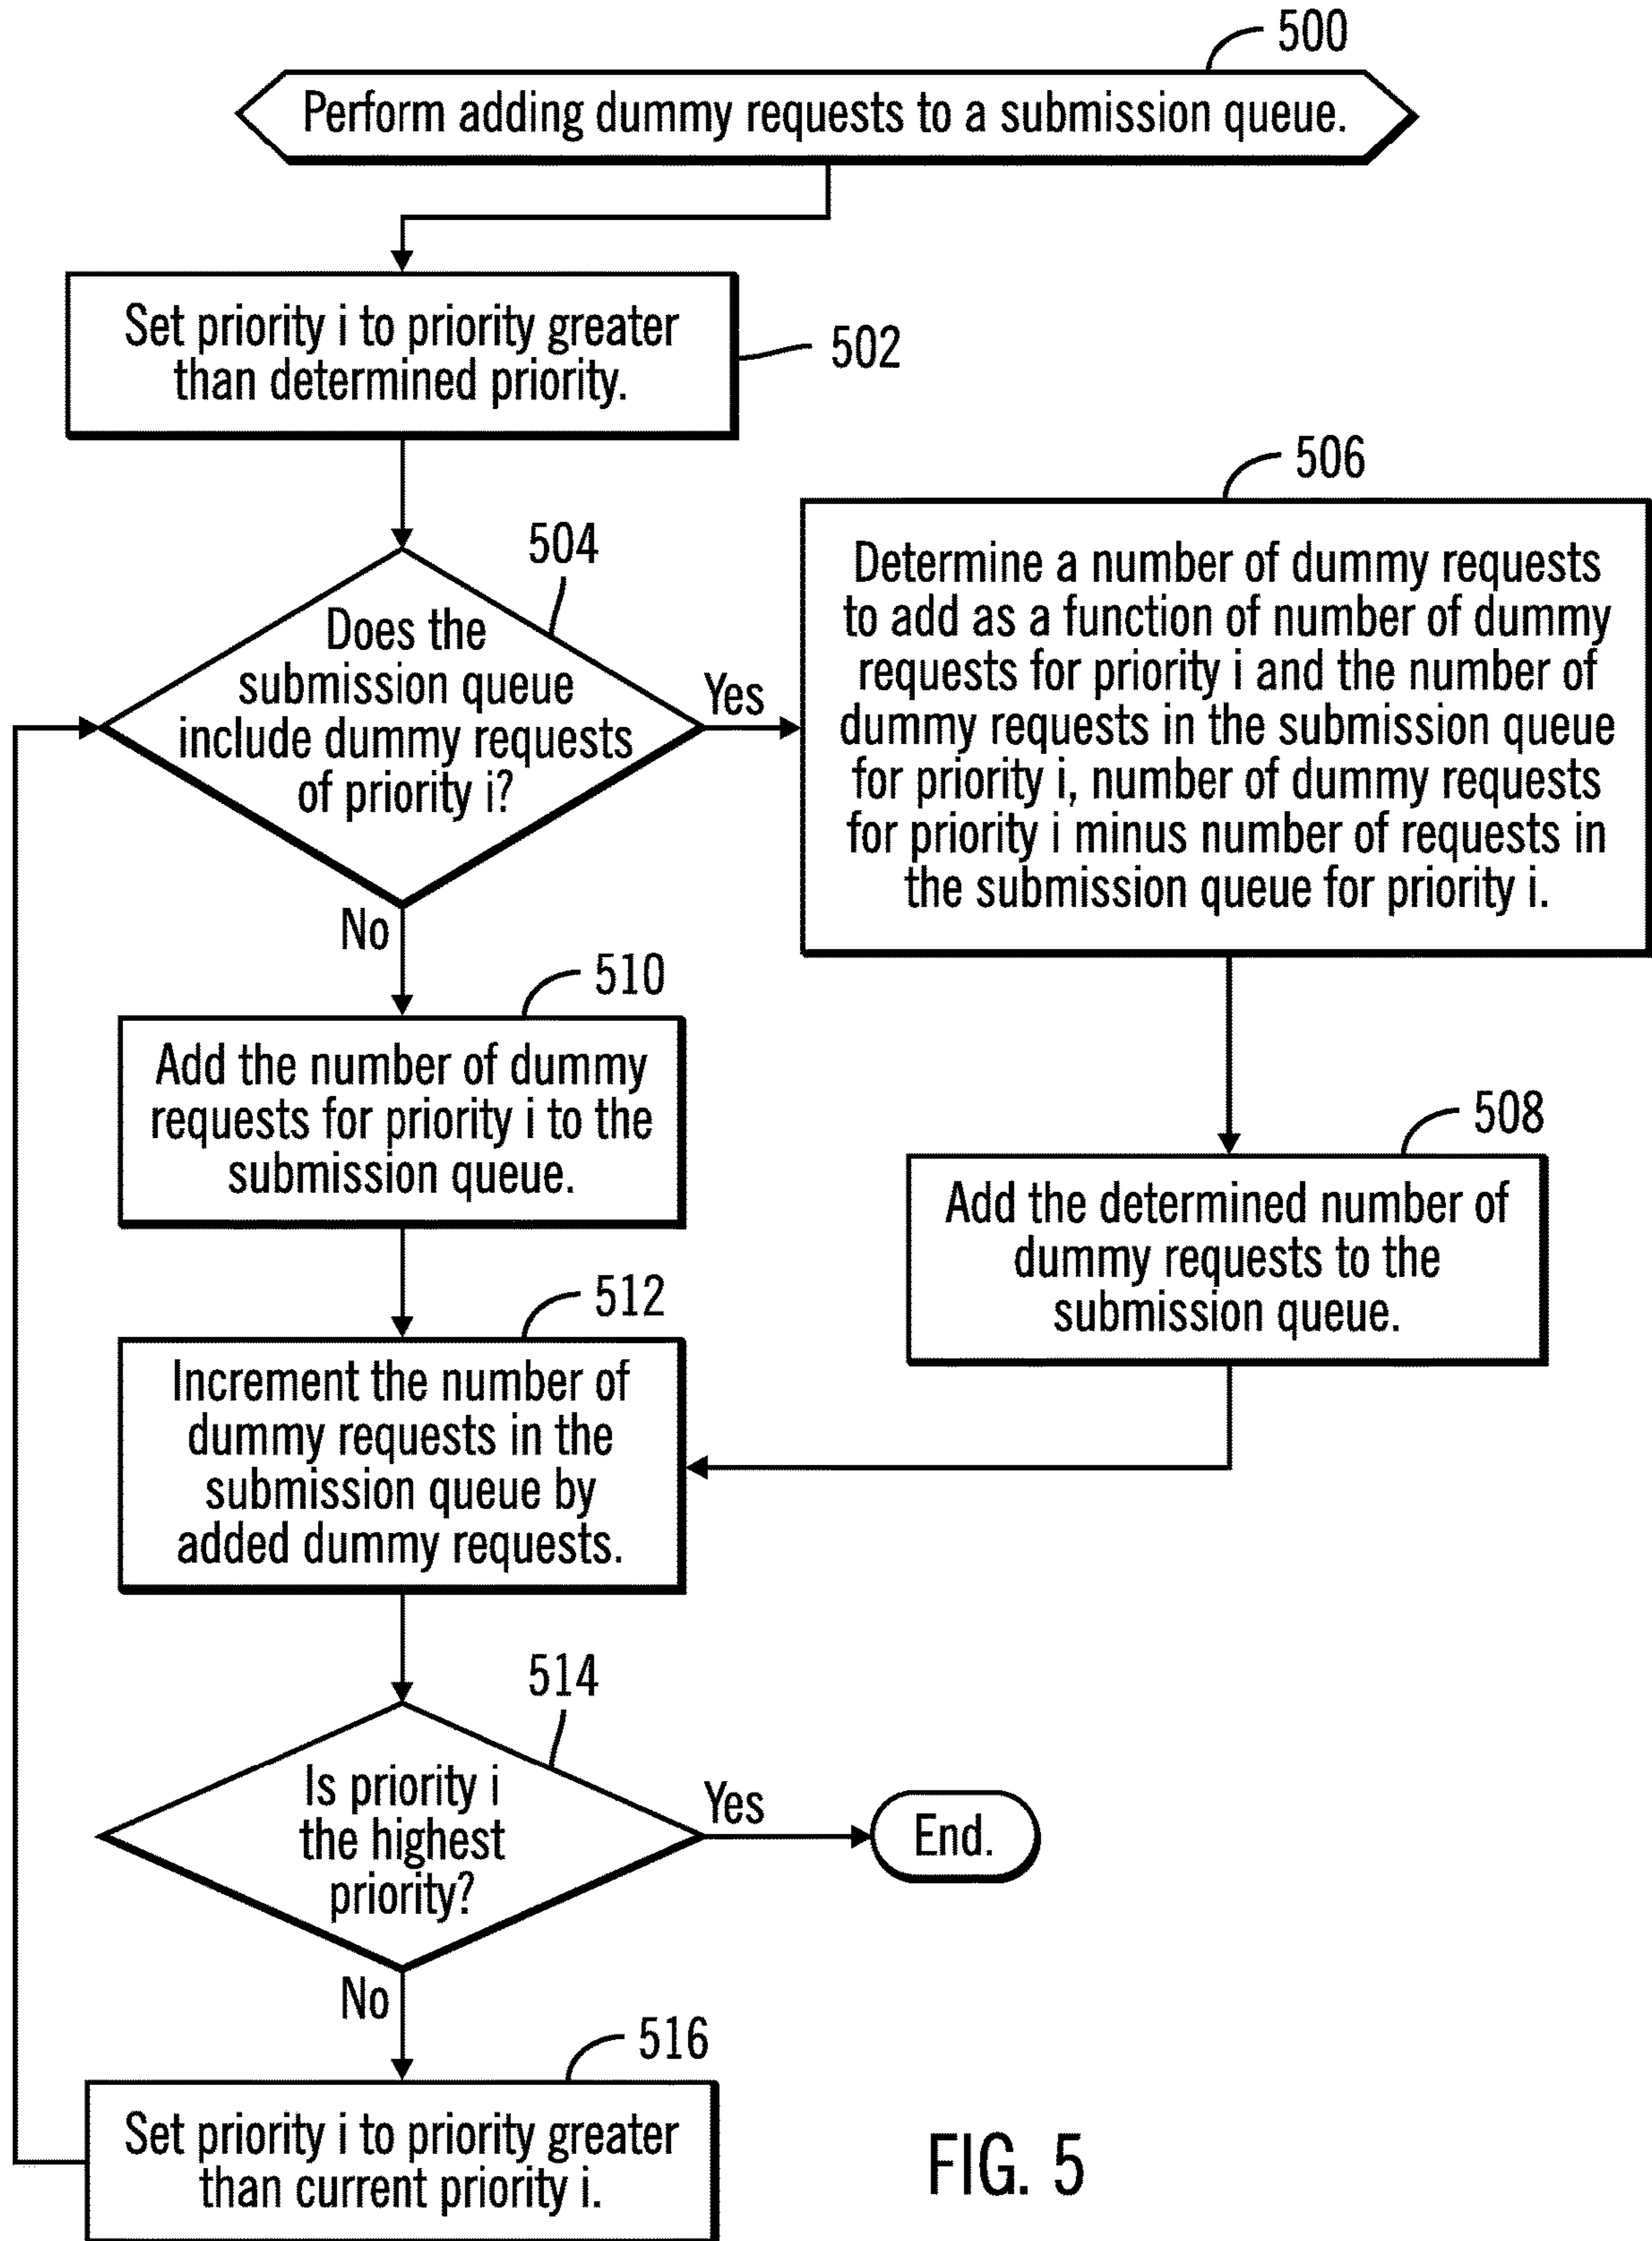 500
Perform adding dummy requests to a submission queue.
Set priority i to priority greater
than determined priority.
502
504
Does the
submission queue
include dummy requests
of priority i?
Yes
No
506
Determine a number of dummy requests
to add as a function of number of dummy
requests for priority i and the number of
dummy requests in the submission queue
for priority i, number of dummy requests
for priority i minus number of requests in
the submission queue for priority i.
510
Add the number of dummy
requests for priority i to the
submission queue.
508
Add the determined number of
dummy requests to the
submission queue.
512
Increment the number of
dummy requests in the
submission queue by
added dummy requests.
514
Is priority i
the highest
priority?
Yes
End.
No
516
Set priority i to priority greater
than current priority i.
FIG. 5